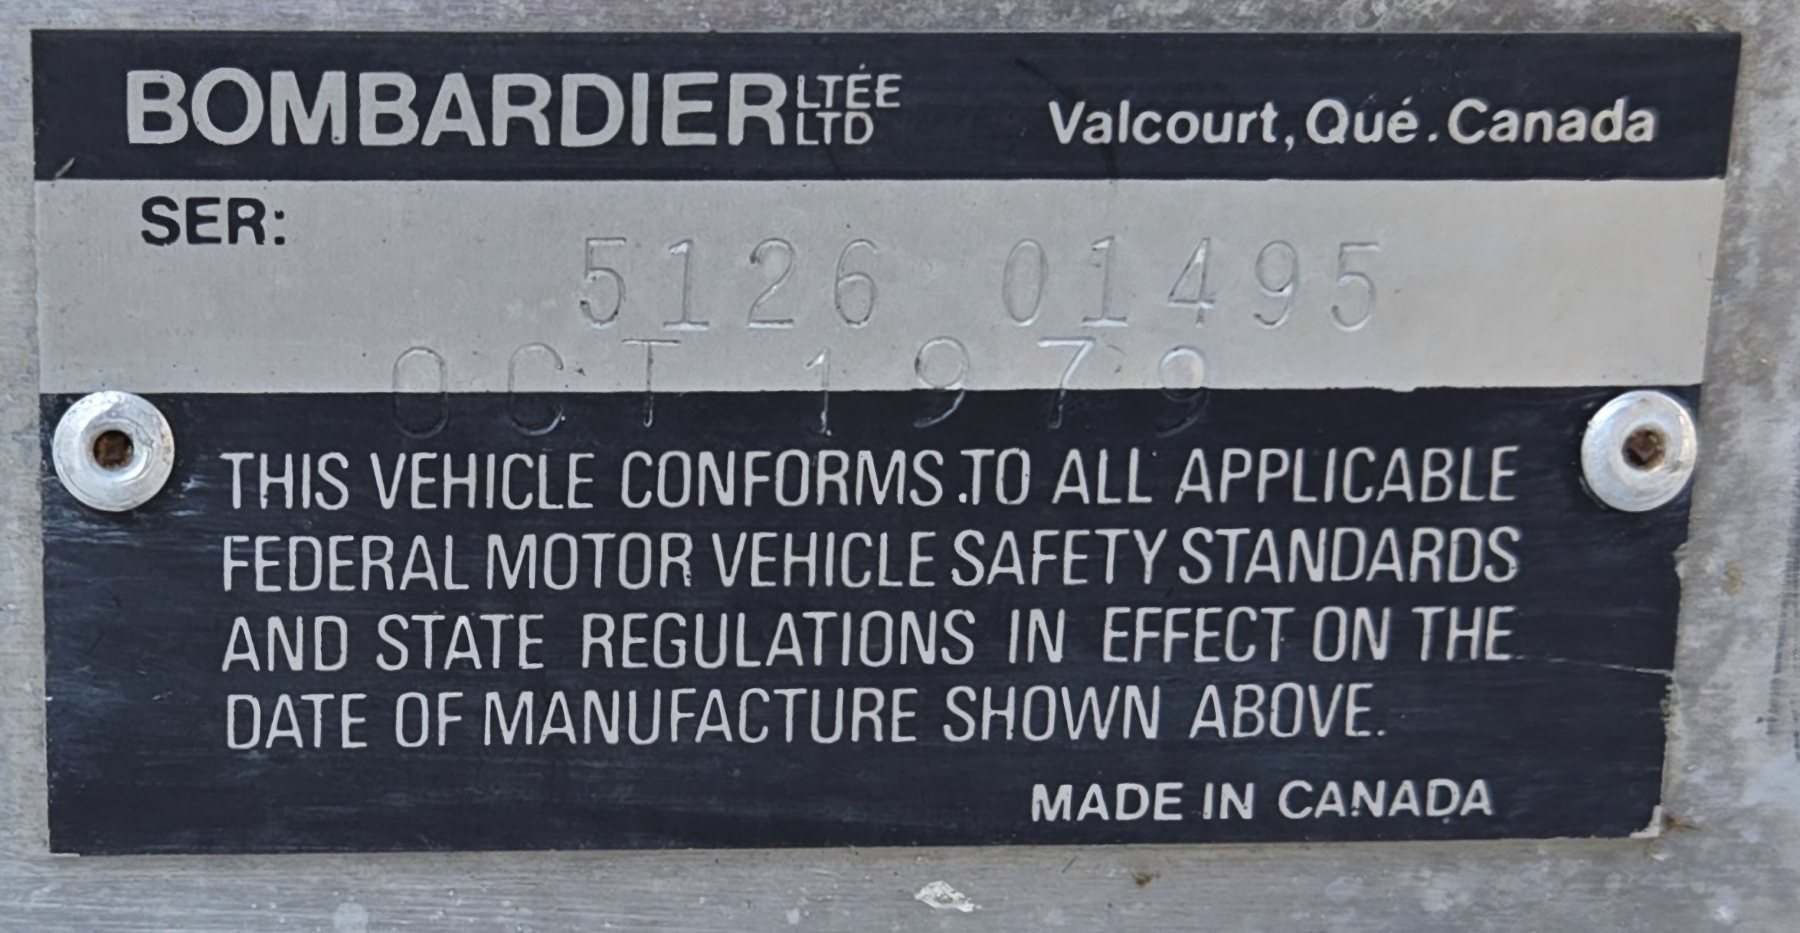 BOMBARDIER LTÉE LTD Valcourt, Qué. Canada
SER:
5126 01495
OCT 1979
THIS VEHICLE CONFORMS .TO ALL APPLICABLE
FEDERAL MOTOR VEHICLE SAFETY STANDARDS
AND STATE REGULATIONS IN EFFECT ON THE
DATE OF MANUFACTURE SHOWN ABOVE.
MADE IN CANADA